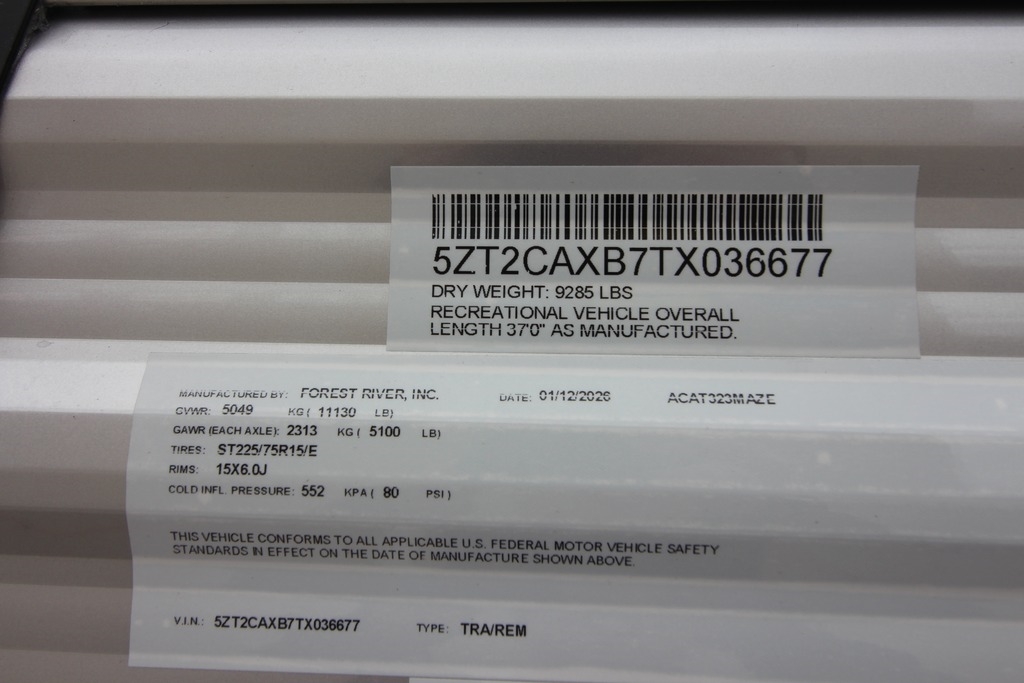 5ZT2CAXB7TX036677
DRY WEIGHT: 9285 LBS
RECREATIONAL VEHICLE OVERALL
LENGTH 37'0" AS MANUFACTURED.
MANUFACTURED BY: FOREST RIVER, INC. DATE: 01/12/2026 ACAT323MAZE
GVWR: 5049 KG ( 11130 LB)
GAWR (EACH AXLE): 2313 KG ( 5100 LB)
TIRES: ST225/75R15/E
RIMS: 15X6.0J
COLD INFL. PRESSURE: 552 KPA ( 80 PSI )
THIS VEHICLE CONFORMS TO ALL APPLICABLE U.S. FEDERAL MOTOR VEHICLE SAFETY
STANDARDS IN EFFECT ON THE DATE OF MANUFACTURE SHOWN ABOVE.
V.I.N.: 5ZT2CAXB7TX036677 TYPE: TRA/REM